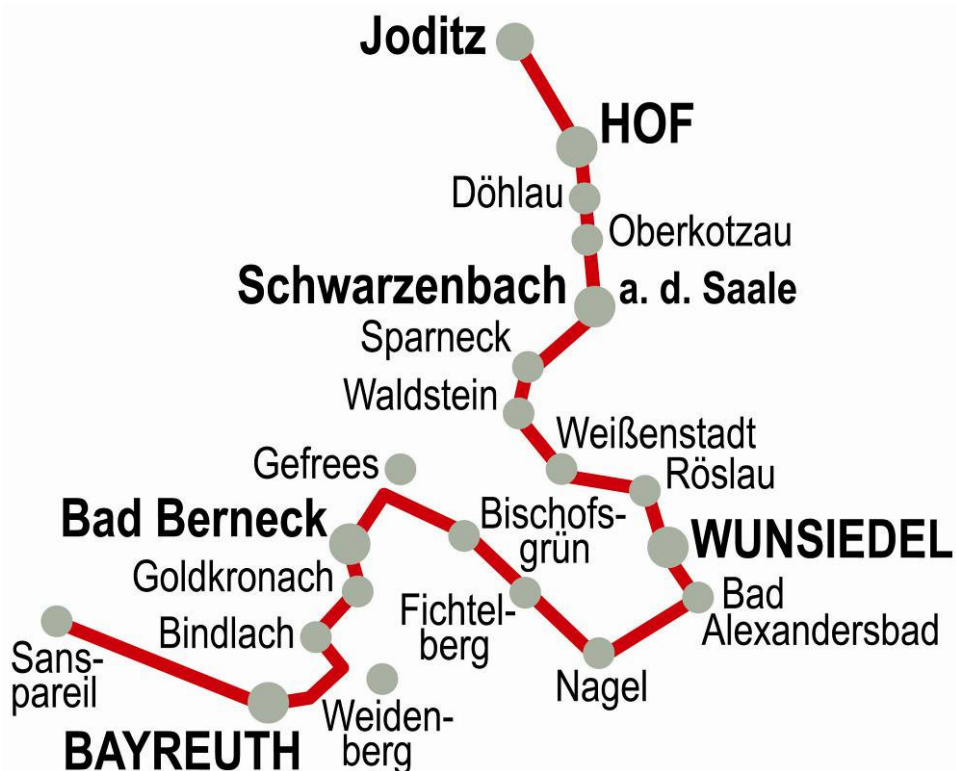 Joditz
HOF
Döhlau
Oberkotzau
Schwarzenbach a. d. Saale
Sparneck
Waldstein
Weißenstadt
Gefrees
Röslau
Bad Berneck
Bischofs-
grün
WUNSIEDEL
Goldkronach
Fichtel-
berg
Bad
Alexandersbad
Bindlach
Sans-
pareil
Nagel
Weiden-
berg
BAYREUTH